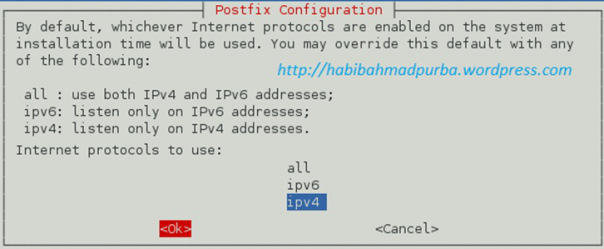 Postfix Configuration
By default, whichever Internet protocols are enabled on the system at
installation time will be used. You may override this default with any
of the following:
http://habibahmadpurba.wordpress.com
all : use both IPv4 and IPv6 addresses;
ipv6: listen only on IPv6 addresses;
ipv4: listen only on IPv4 addresses.
Internet protocols to use:
all
ipv6
ipv4
<Ok> <Cancel>